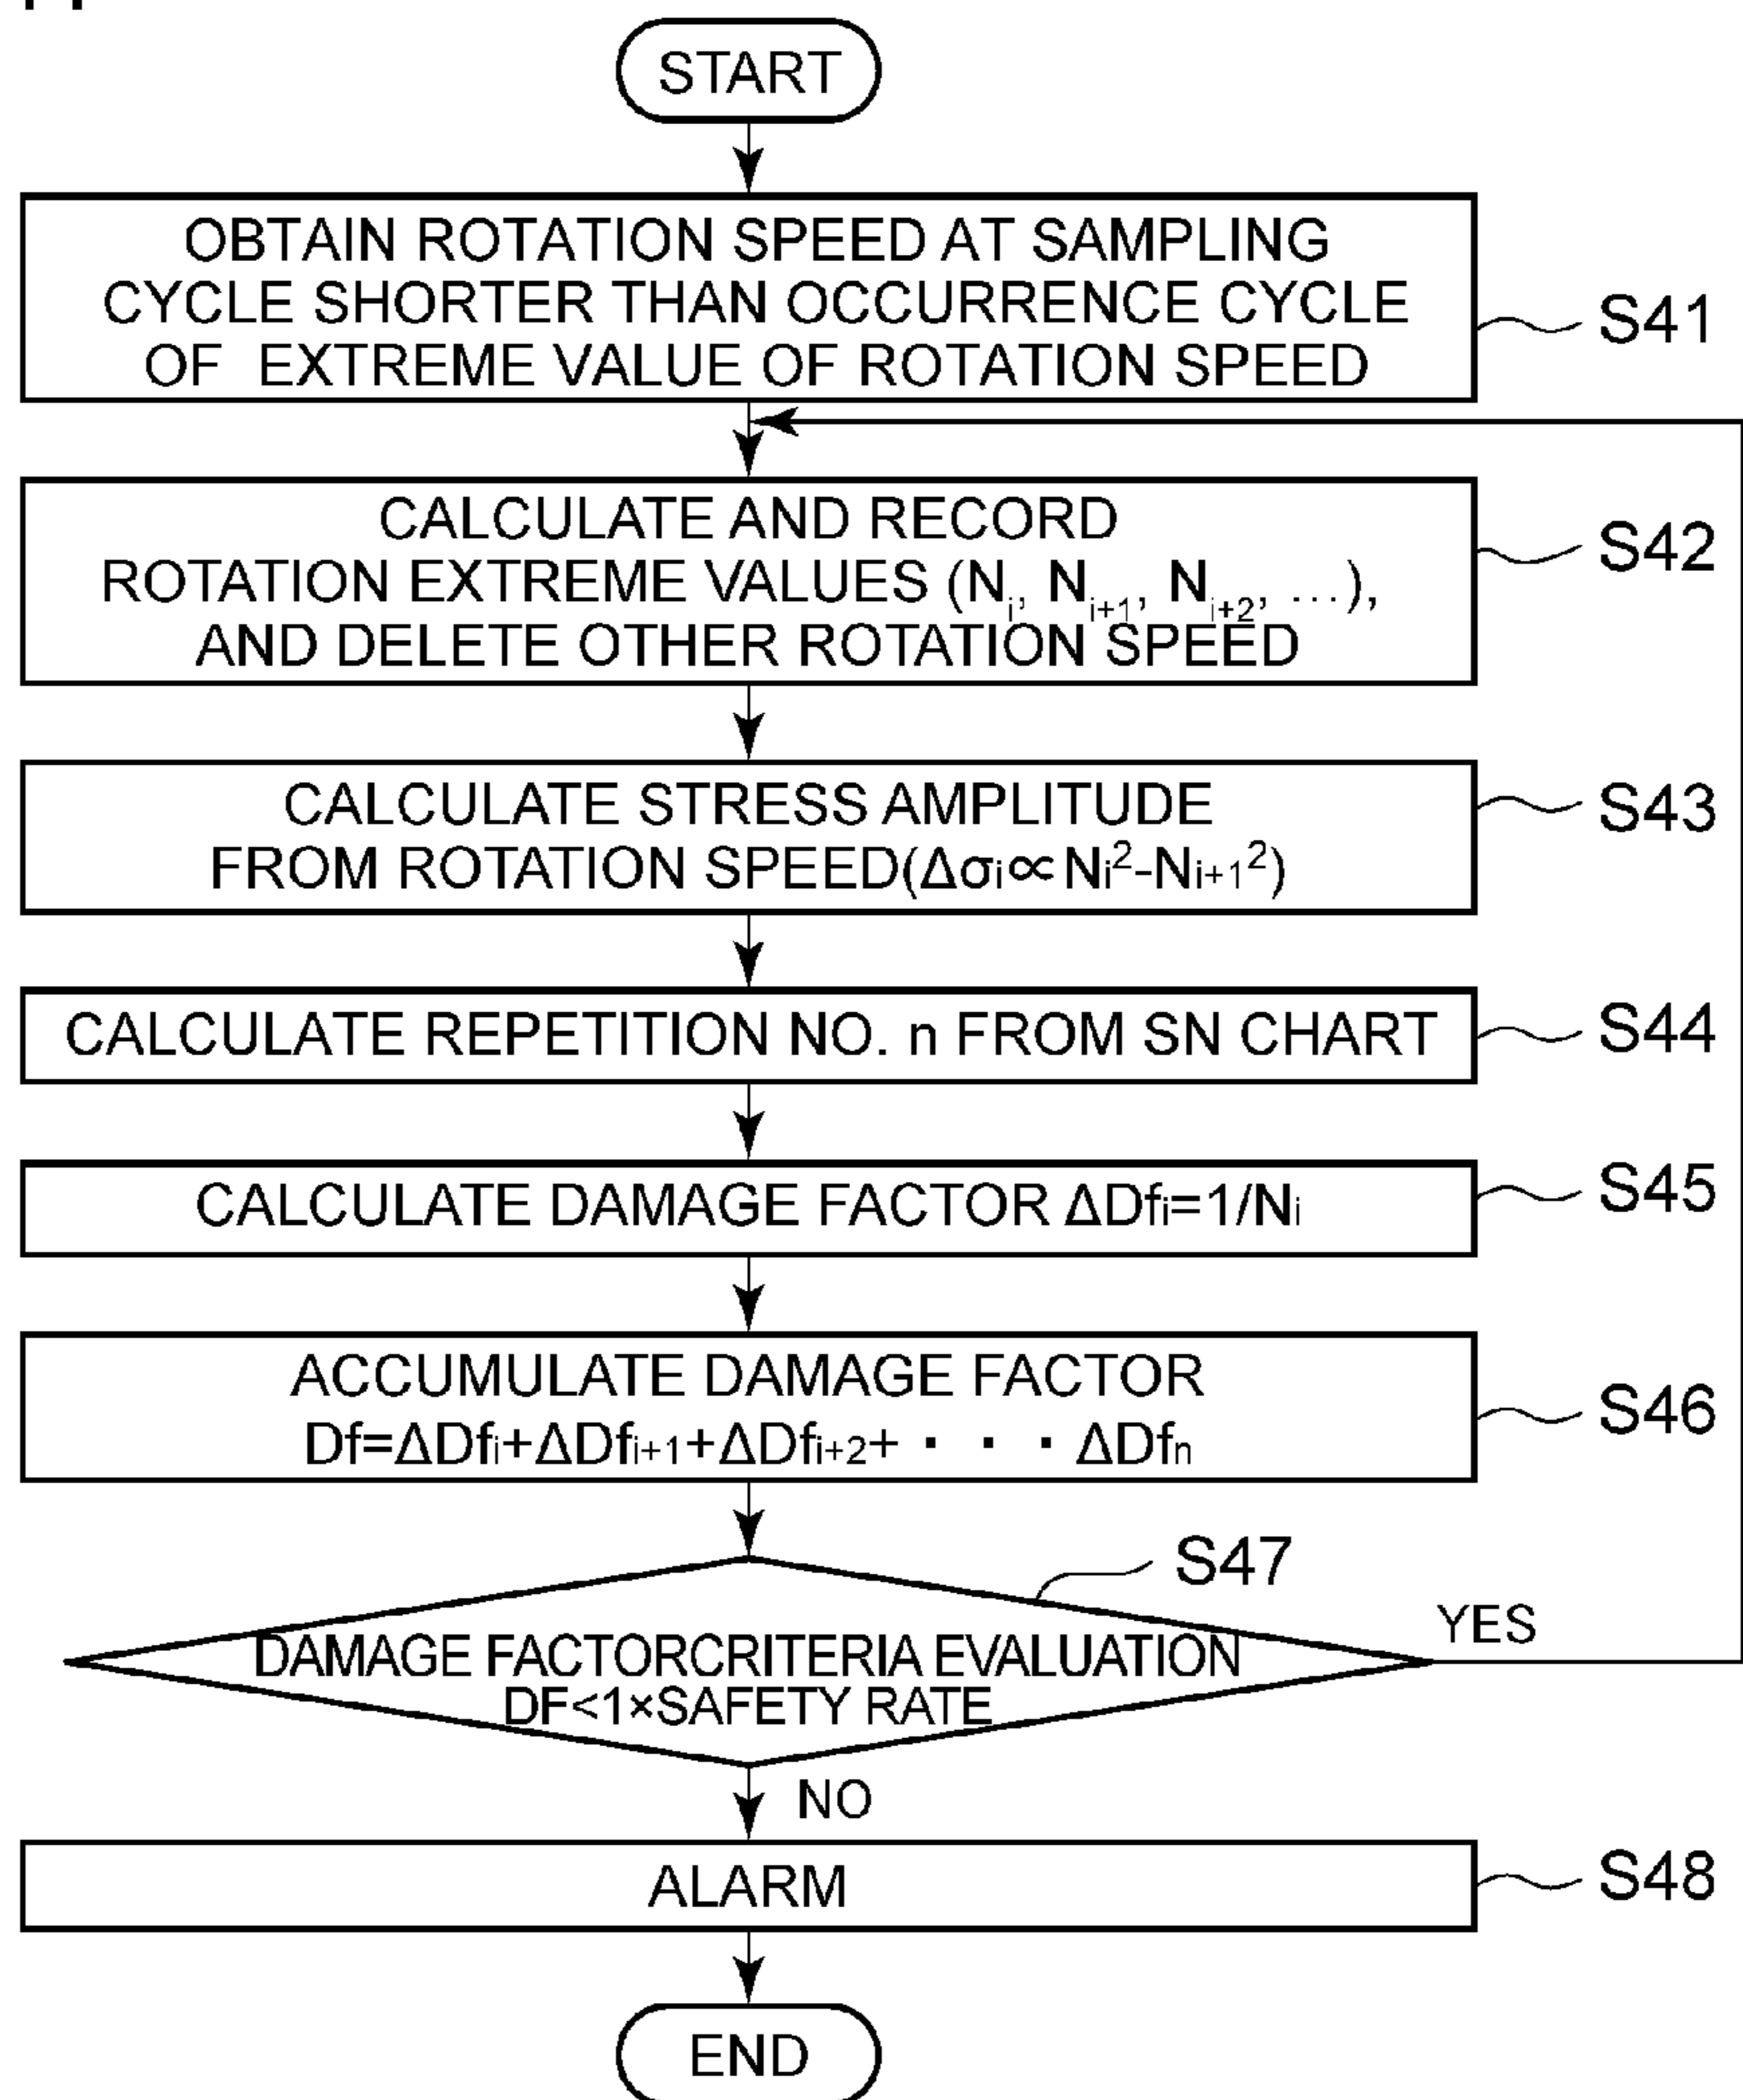 START
OBTAIN ROTATION SPEED AT SAMPLING
CYCLE SHORTER THAN OCCURRENCE CYCLE
OF EXTREME VALUE OF ROTATION SPEED
S41
CALCULATE AND RECORD
ROTATION EXTREME VALUES (Nᵢ, Nᵢ₊₁, Nᵢ₊₂, …),
AND DELETE OTHER ROTATION SPEED
S42
CALCULATE STRESS AMPLITUDE
FROM ROTATION SPEED(Δσi∝Ni²-Ni+1²)
S43
CALCULATE REPETITION NO. n FROM SN CHART
S44
CALCULATE DAMAGE FACTOR ΔDfi=1/Ni
S45
ACCUMULATE DAMAGE FACTOR
Df=ΔDfi+ΔDfi+1+ΔDfi+2+・・・ΔDfn
S46
S47
DAMAGE FACTORCRITERIA EVALUATION
DF<1×SAFETY RATE
YES
NO
ALARM
S48
END